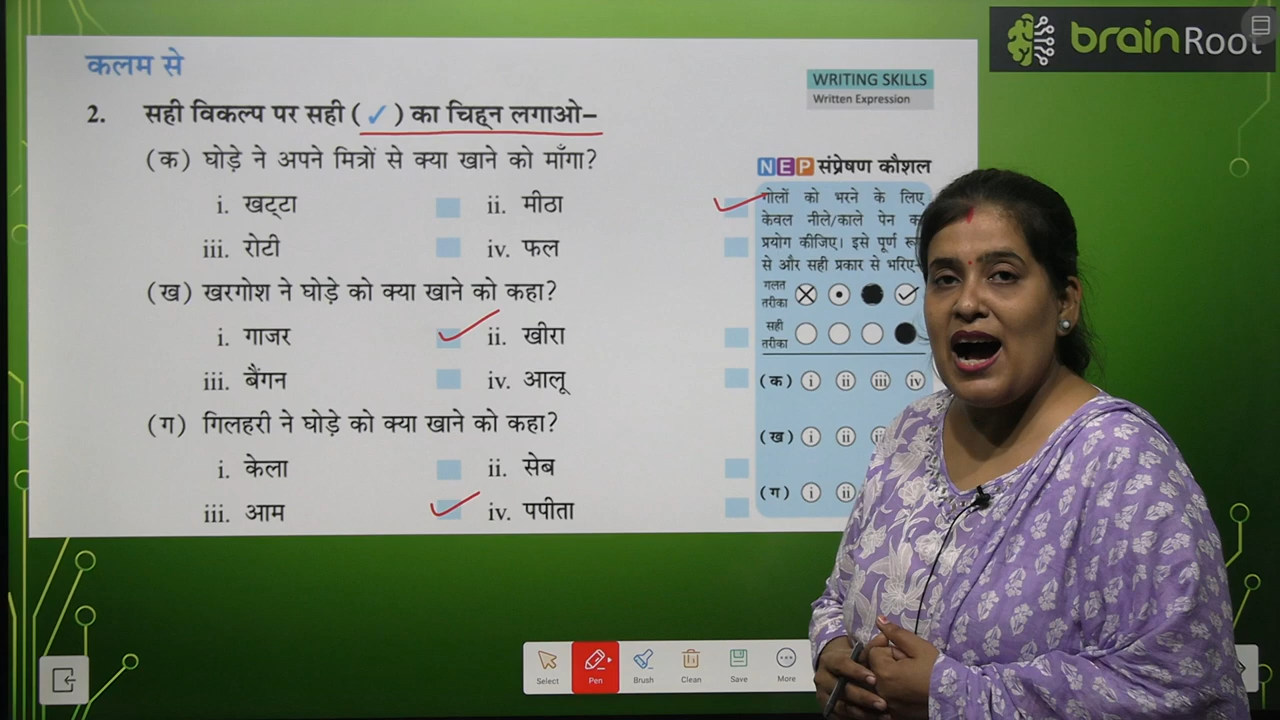 कलम से
WRITING SKILLS
Written Expression
2. सही विकल्प पर सही (✓) का चिह्न लगाओ–
(क) घोड़े ने अपने मित्रों से क्या खाने को माँगा?
i. खट्टा ii. मीठा
iii. रोटी iv. फल
(ख) खरगोश ने घोड़े को क्या खाने को कहा?
i. गाजर ii. खीरा
iii. बैंगन iv. आलू
(ग) गिलहरी ने घोड़े को क्या खाने को कहा?
i. केला ii. सेब
iii. आम iv. पपीता
NEP संप्रेषण कौशल
गोलों को भरने के लिए
केवल नीले/काले पेन
प्रयोग कीजिए। इसे पूर्ण
से और सही प्रकार से भरिए–
गलत
तरीका
सही
तरीका
(क) i ii iii iv
(ख) i ii
(ग) i ii
brainRoot
Select Pen Brush Clean Save More